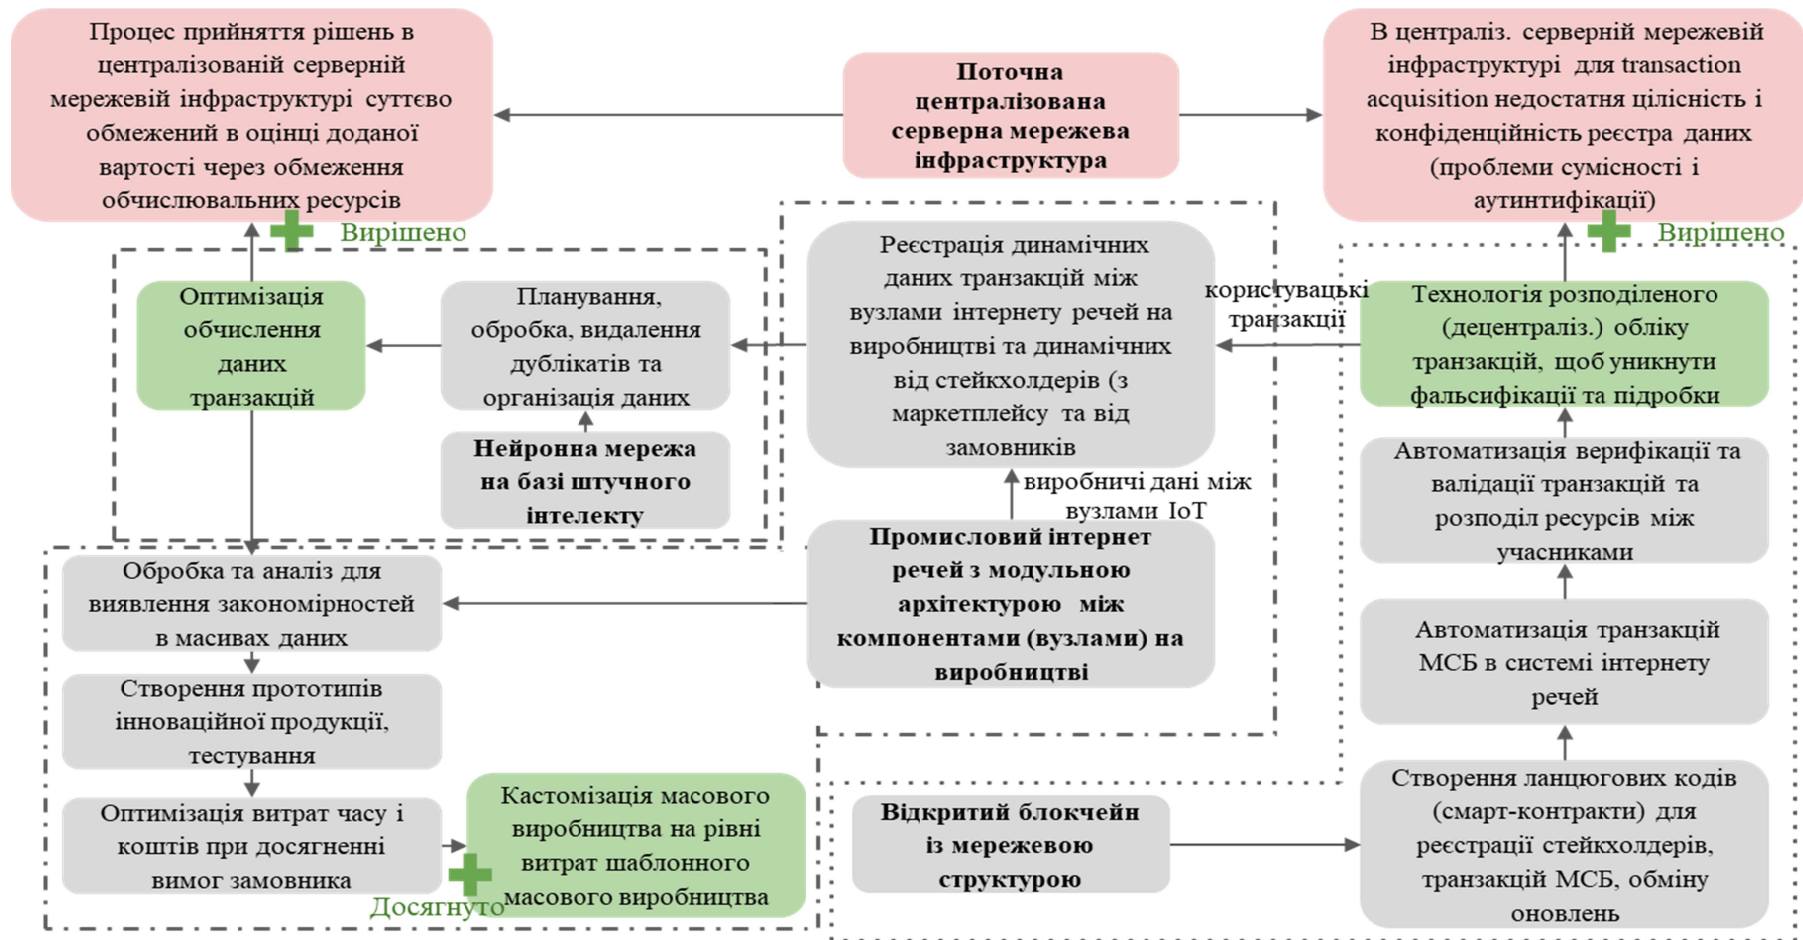 Процес прийняття рішень в
централізованій серверній
мережевій інфраструктурі суттєво
обмежений в оцінці доданої
вартості через обмеження
обчислювальних ресурсів
Поточна
централізована
серверна мережева
інфраструктура
В централіз. серверній мережевій
інфраструктурі для transaction
acquisition недостатня цілісність і
конфіденційність реєстра даних
(проблеми сумісності і
аутинтифікації)
Вирішено
Вирішено
Оптимізація
обчислення
даних
транзакцій
Планування,
обробка, видалення
дублікатів та
організація даних
Нейронна мережа
на базі штучного
інтелекту
Реєстрація динамічних
даних транзакцій між
вузлами інтернету речей на
виробництві та динамічних
від стейкхолдерів (з
маркетплейсу та від
замовників
користувацькі
транзакції
Технологія розподіленого
(децентраліз.) обліку
транзакцій, щоб уникнути
фальсифікації та підробки
виробничі дані між
вузлами IoT
Автоматизація верифікації та
валідації транзакцій та
розподіл ресурсів між
учасниками
Промисловий інтернет
речей з модульною
архітектурою між
компонентами (вузлами) на
виробництві
Обробка та аналіз для
виявлення закономірностей
в масивах даних
Автоматизація транзакцій
МСБ в системі інтернету
речей
Створення прототипів
інноваційної продукції,
тестування
Оптимізація витрат часу і
коштів при досягненні
вимог замовника
Кастомізація масового
виробництва на рівні
витрат шаблонного
масового виробництва
Досягнуто
Відкритий блокчейн
із мережевою
структурою
Створення ланцюгових кодів
(смарт-контракти) для
реєстрації стейкхолдерів,
транзакцій МСБ, обміну
оновлень